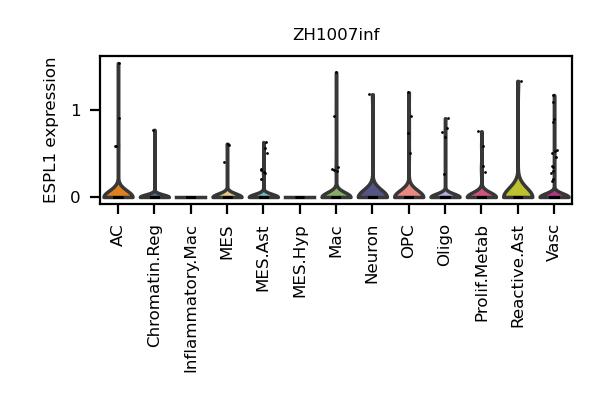 ZH1007inf
ESPL1 expression
1
0
AC
Chromatin.Reg
Inflammatory.Mac
MES
MES.Ast
MES.Hyp
Mac
Neuron
OPC
Oligo
Prolif.Metab
Reactive.Ast
Vasc